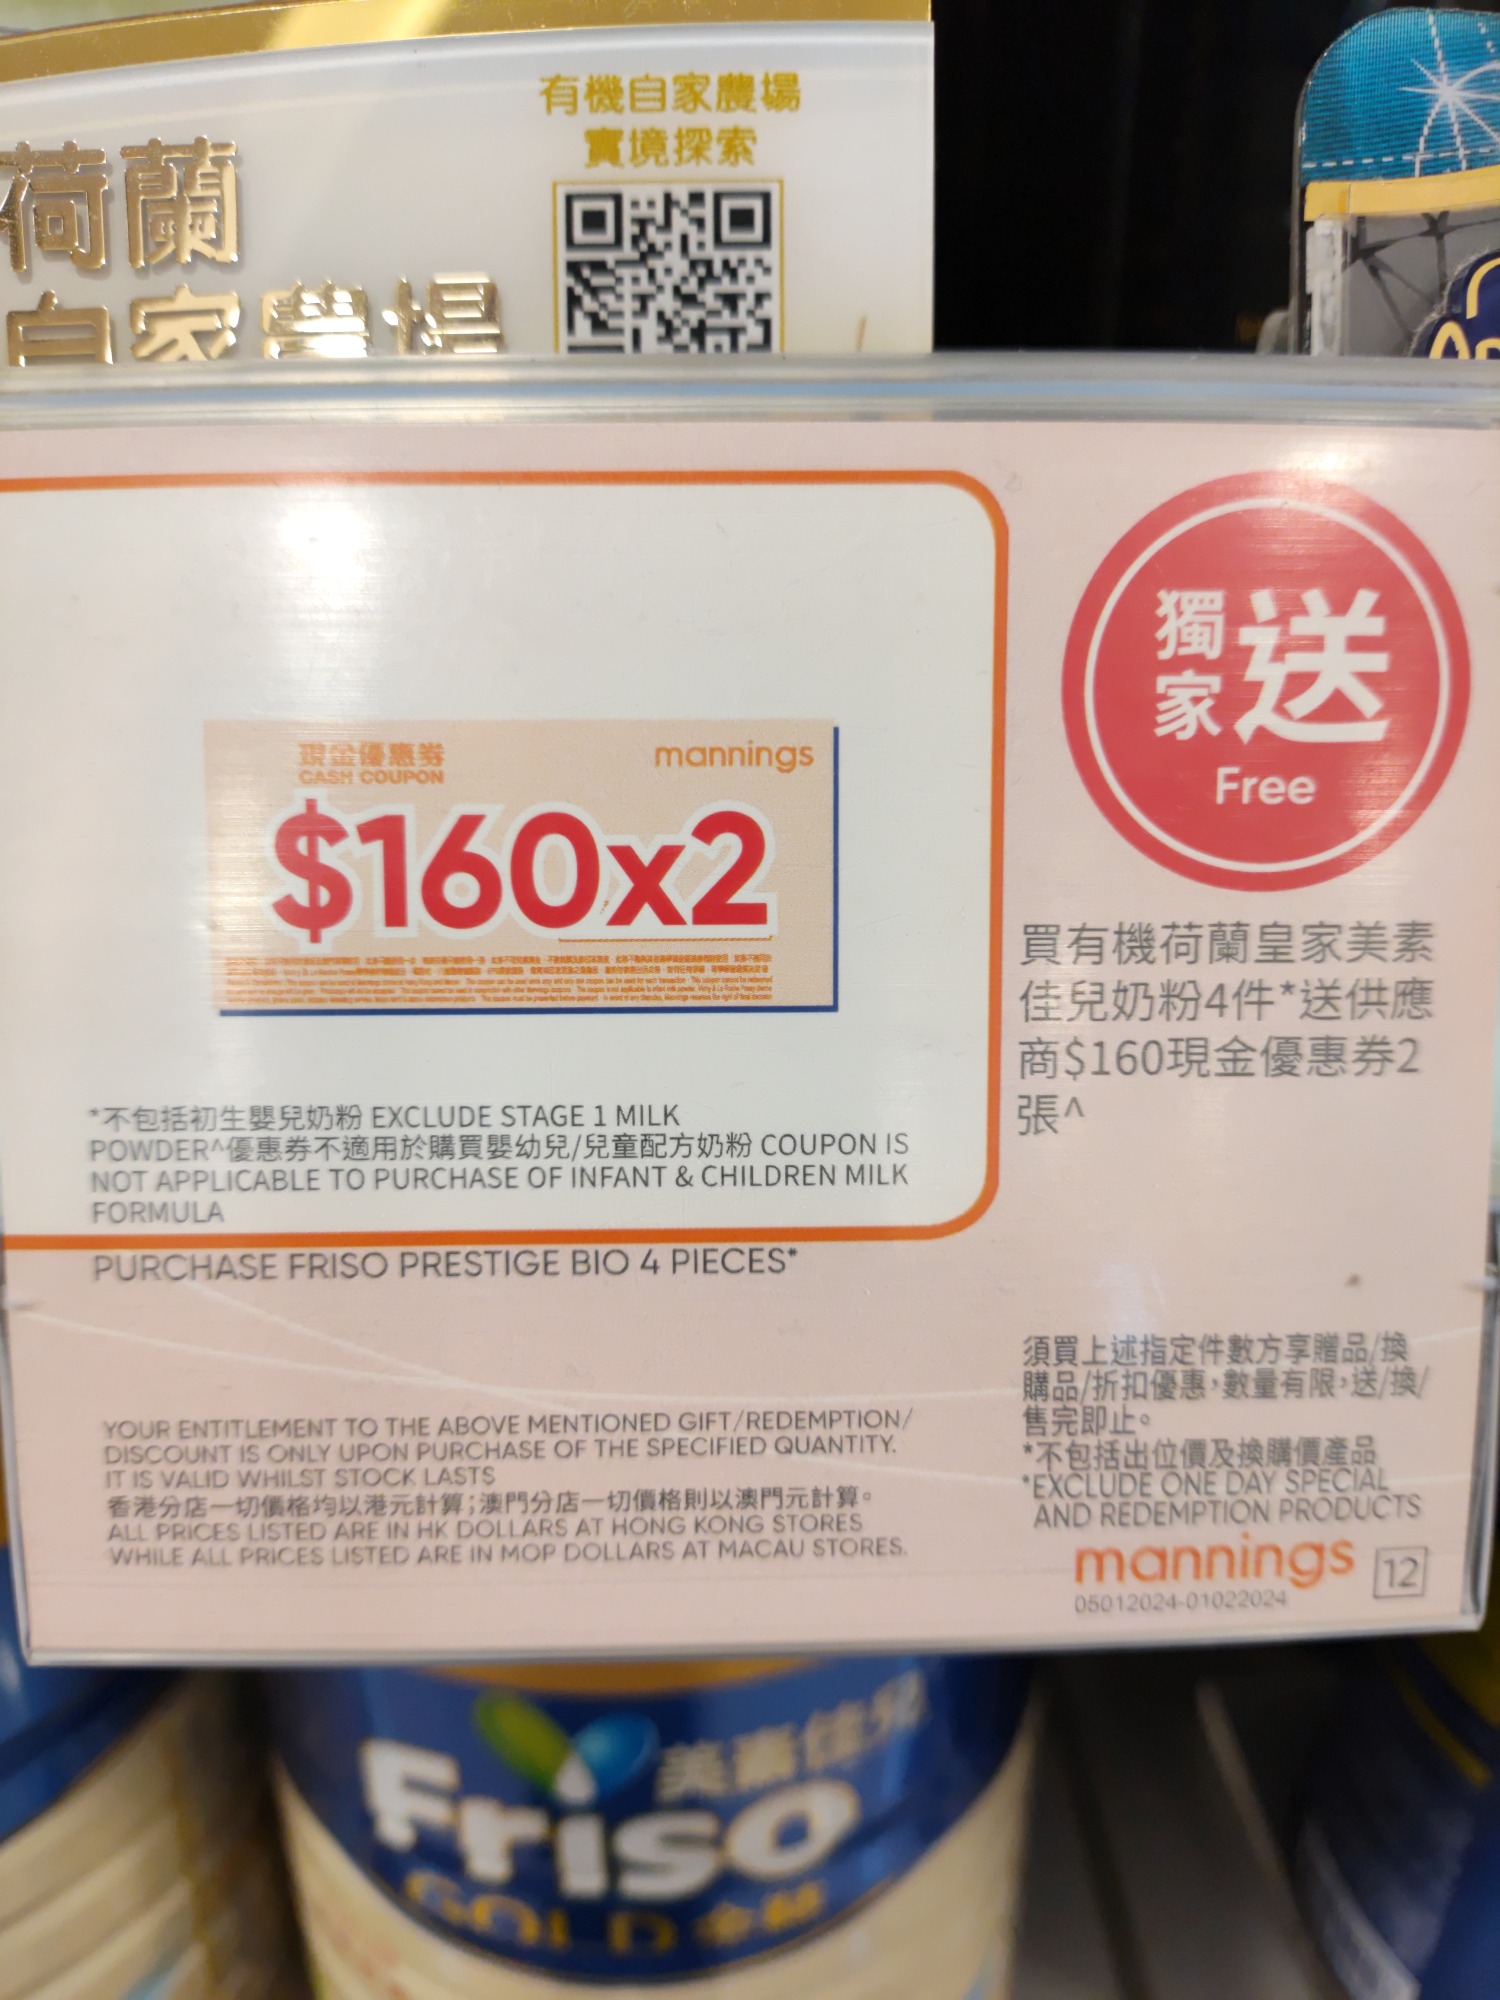 有機自家農場
實境探索
荷蘭
自家農場
獨家送
Free
現金優惠券
CASH COUPON
mannings
$160x2
買有機荷蘭皇家美素
佳兒奶粉4件*送供應
商$160現金優惠券2
張^
*不包括初生嬰兒奶粉 EXCLUDE STAGE 1 MILK
POWDER^優惠券不適用於購買嬰幼兒/兒童配方奶粉 COUPON IS
NOT APPLICABLE TO PURCHASE OF INFANT & CHILDREN MILK
FORMULA
PURCHASE FRISO PRESTIGE BIO 4 PIECES*
YOUR ENTITLEMENT TO THE ABOVE MENTIONED GIFT/REDEMPTION/
DISCOUNT IS ONLY UPON PURCHASE OF THE SPECIFIED QUANTITY.
IT IS VALID WHILST STOCK LASTS
香港分店一切價格均以港元計算;澳門分店一切價格則以澳門元計算。
ALL PRICES LISTED ARE IN HK DOLLARS AT HONG KONG STORES
WHILE ALL PRICES LISTED ARE IN MOP DOLLARS AT MACAU STORES.
須買上述指定件數方享贈品/換
購品/折扣優惠,數量有限,送/換/
售完即止。
*不包括出位價及換購價產品
*EXCLUDE ONE DAY SPECIAL
AND REDEMPTION PRODUCTS
mannings 12
05012024-01022024
美素佳兒
Friso
GOLD